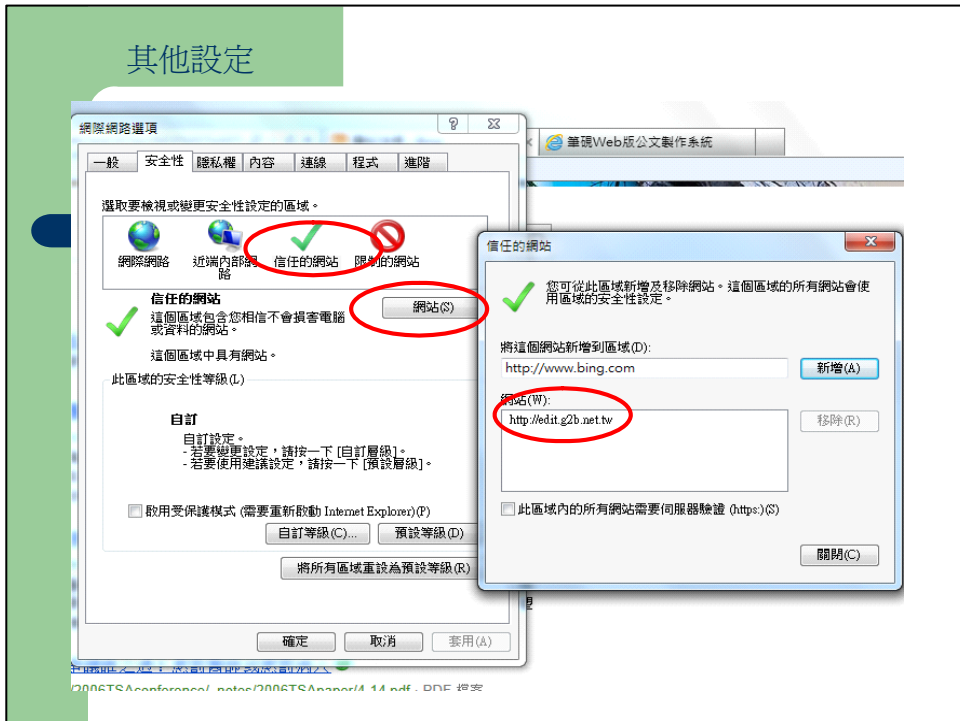 其他設定
網際網路選項
筆硯Web版公文製作系統
一般 安全性 隱私權 內容 連線 程式 進階
選取要檢視或變更安全性設定的區域。
網際網路 近端內部網路 信任的網站 限制的網站
信任的網站
網站(S)
這個區域包含您相信不會損害電腦
或資料的網站。
這個區域中具有網站。
此區域的安全性等級(L)
自訂
自訂設定。
- 若要變更設定，請按一下 [自訂層級]。
- 若要使用建議設定，請按一下 [預設層級]。
啟用受保護模式 (需要重新啟動 Internet Explorer)(P)
自訂等級(C)... 預設等級(D)
將所有區域重設為預設等級(R)
確定 取消 套用(A)
信任的網站
您可從此區域新增及移除網站。這個區域的所有網站會使
用區域的安全性設定。
將這個網站新增到區域(D):
http://www.bing.com 新增(A)
網站(W):
http://edit.g2b.net.tw 移除(R)
此區域內的所有網站需要伺服器驗證 (https:)(S)
關閉(C)
/2006TSAconference/_notes/2006TSApaper/4-14.pdf · PDF 檔案